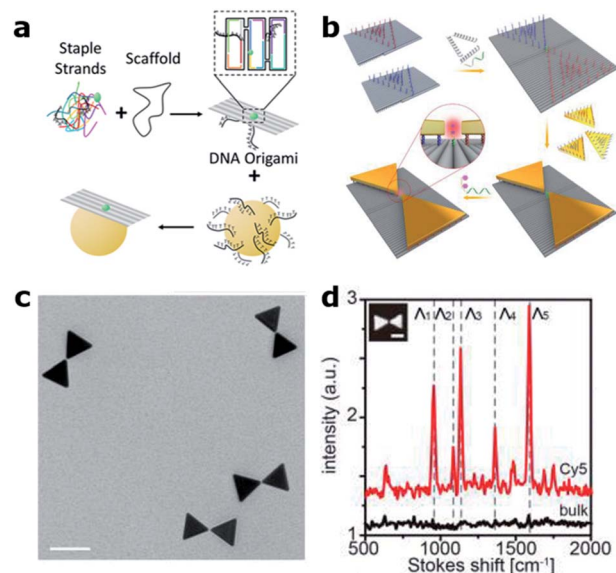 a
Staple
Strands
Scaffold
+
DNA Origami
+
b
c
d
3
2
1
intensity (a.u.)
Λ1 Λ2 Λ3 Λ4 Λ5
Cy5
bulk
500 1000 1500 2000
Stokes shift [cm⁻¹]